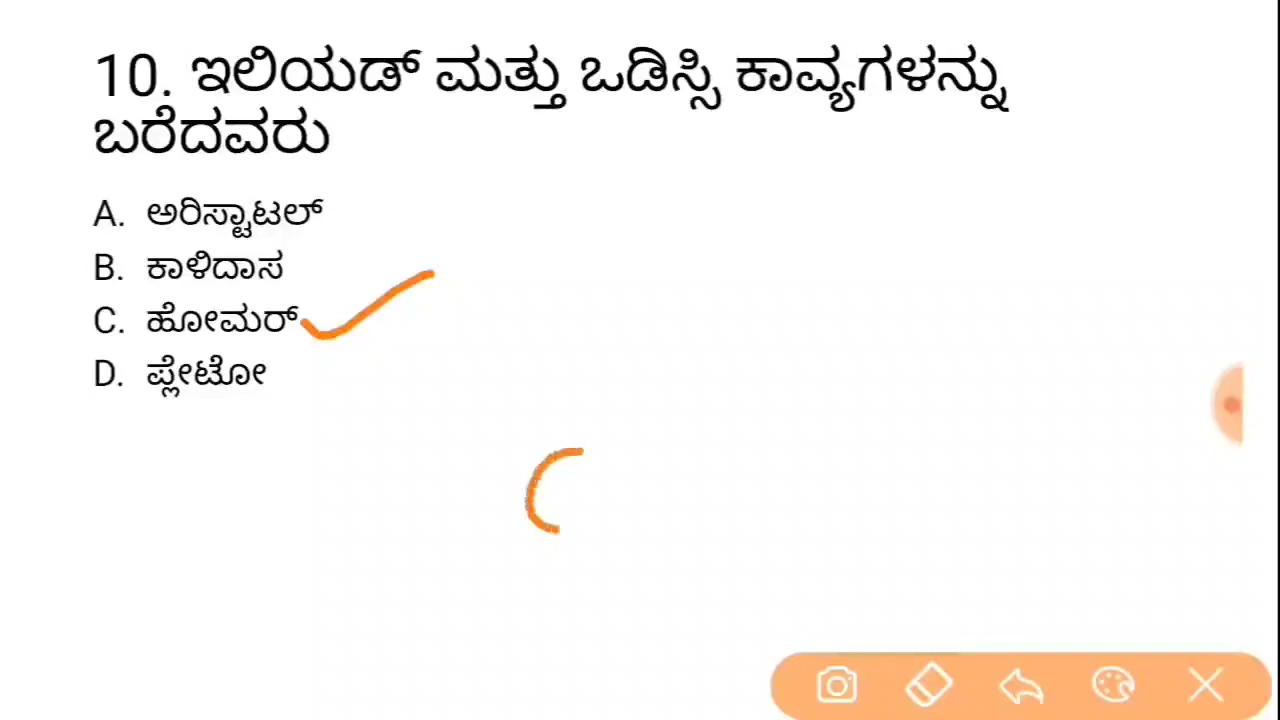 10. ಇಲಿಯಡ್ ಮತ್ತು ಒಡಿಸ್ಸಿ ಕಾವ್ಯಗಳನ್ನು
ಬರೆದವರು
A. ಅರಿಸ್ಟಾಟಲ್
B. ಕಾಳಿದಾಸ
C. ಹೋಮರ್
D. ಪ್ಲೇಟೋ
C